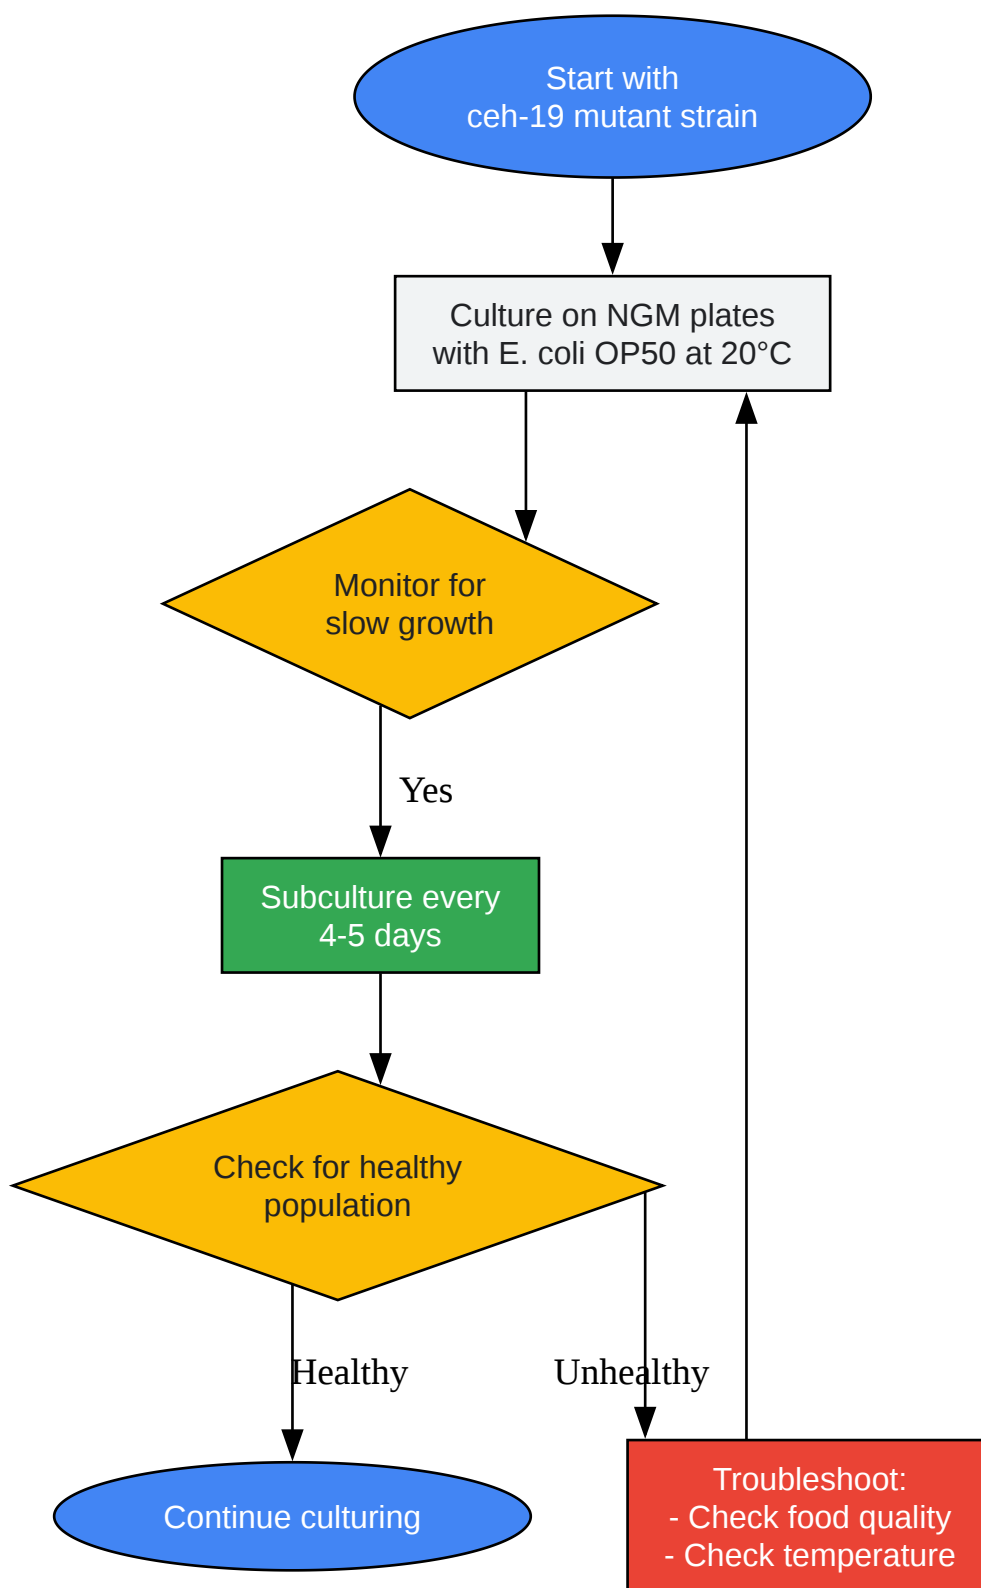 Start with
ceh-19 mutant strain
Culture on NGM plates
with E. coli OP50 at 20°C
Monitor for
slow growth
Yes
Subculture every
4-5 days
Check for healthy
population
Healthy
Unhealthy
Continue culturing
Troubleshoot:
- Check food quality
- Check temperature